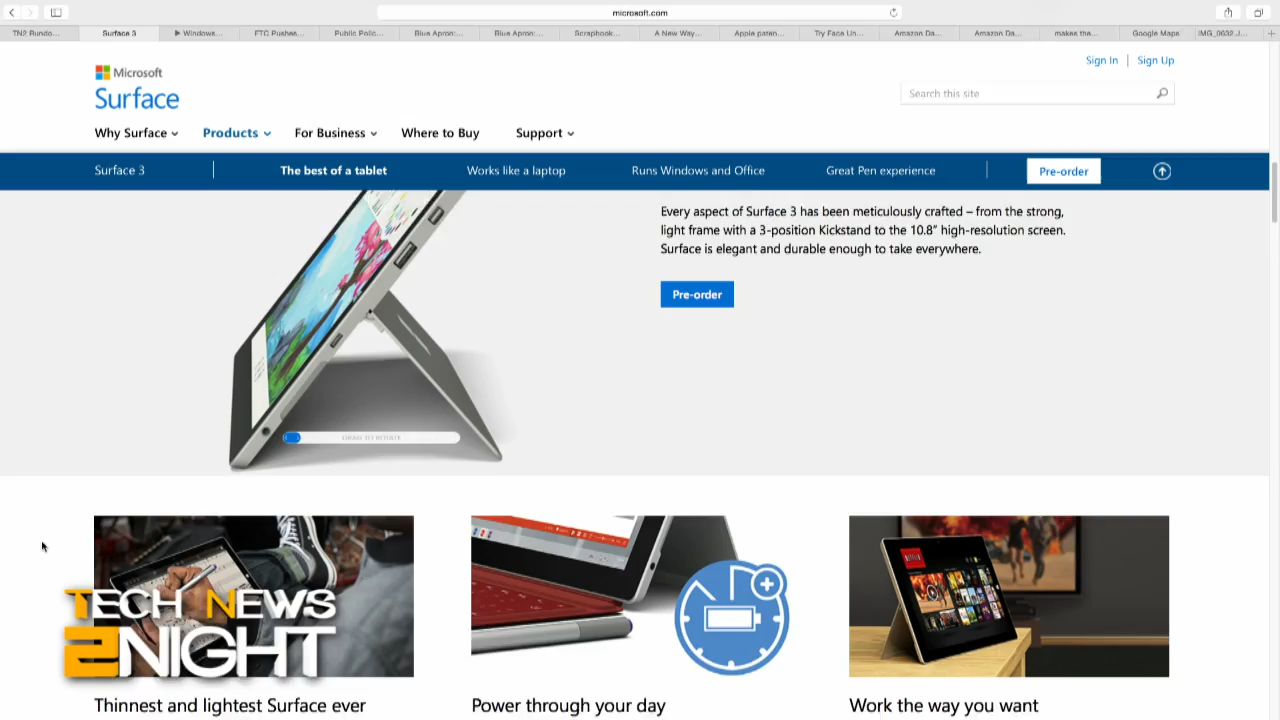 microsoft.com
TN2 Rundo...
Surface 3
Windows...
FTC Pushes...
Public Polic...
Blue Apron:...
Blue Apron:...
Scrapbook...
A New Way...
Apple paten...
Try Face Un...
Amazon Da...
Amazon Da...
makes the...
Google Maps
IMG_0632.J...
Sign In | Sign Up
Microsoft
Surface
Search this site
Why Surface
Products
For Business
Where to Buy
Support
Surface 3
The best of a tablet
Works like a laptop
Runs Windows and Office
Great Pen experience
Pre-order
Every aspect of Surface 3 has been meticulously crafted – from the strong,
light frame with a 3-position Kickstand to the 10.8” high-resolution screen.
Surface is elegant and durable enough to take everywhere.
Pre-order
DRAG TO ROTATE
NETFLIX
TECH NEWS
2NIGHT
Thinnest and lightest Surface ever
Power through your day
Work the way you want